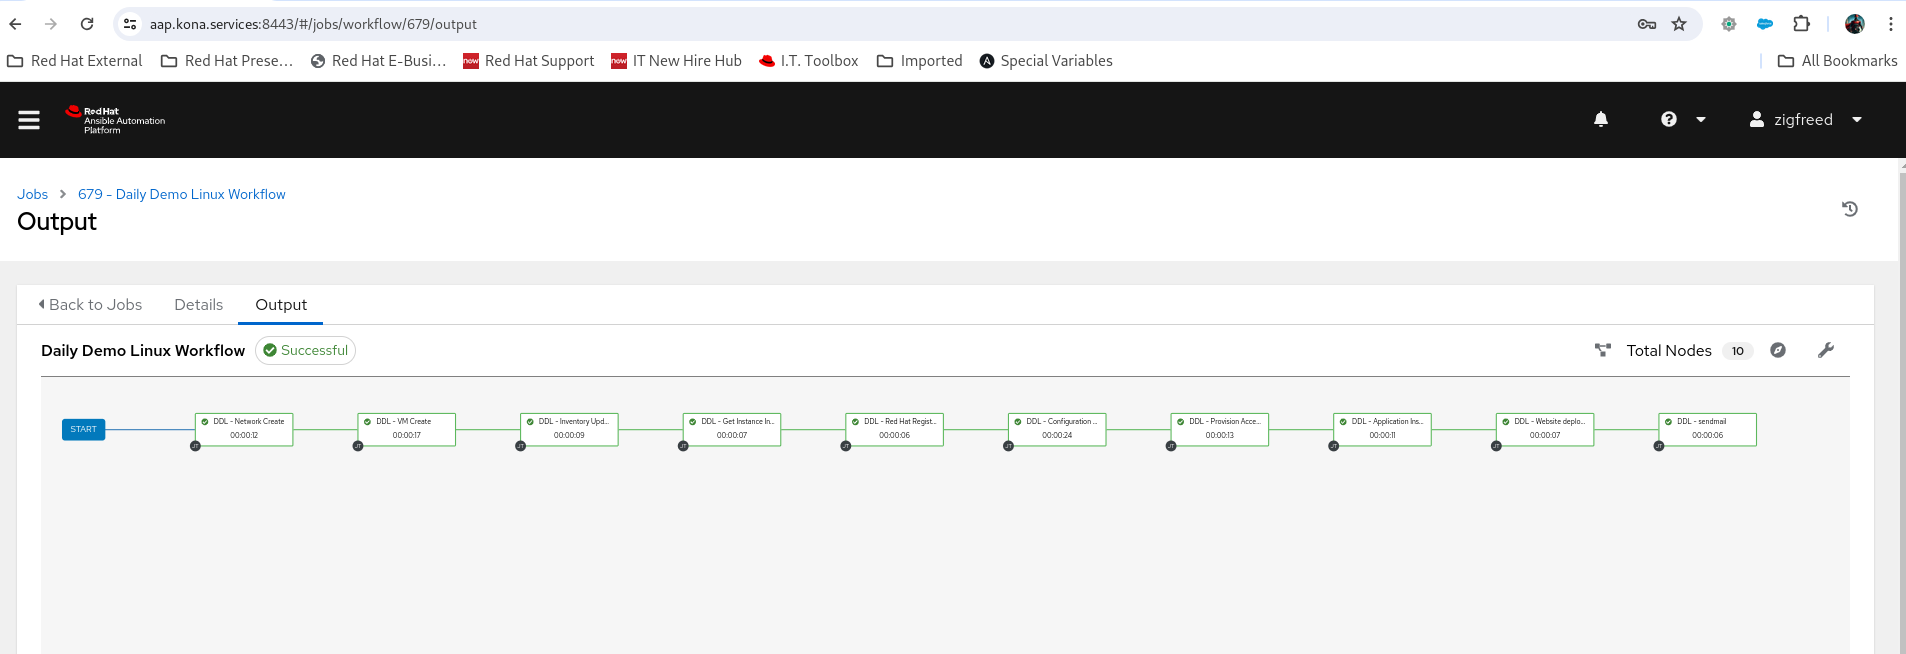 aap.kona.services:8443/#/jobs/workflow/679/output
Red Hat External Red Hat Prese... Red Hat E-Busi... now Red Hat Support now IT New Hire Hub I.T. Toolbox Imported A Special Variables All Bookmarks
Red Hat
Ansible Automation
Platform
zigfreed
Jobs > 679 - Daily Demo Linux Workflow
Output
Back to Jobs Details Output
Daily Demo Linux Workflow Successful Total Nodes 10
START
DDL - Network Create
00:00:12
JT
DDL - VM Create
00:00:17
JT
DDL - Inventory Upd...
00:00:09
JT
DDL - Get Instance In...
00:00:07
JT
DDL - Red Hat Regist...
00:00:06
JT
DDL - Configuration ...
00:00:24
JT
DDL - Provision Acce...
00:00:13
JT
DDL - Application Ins...
00:00:11
JT
DDL - Website deplo...
00:00:07
JT
DDL - sendmail
00:00:06
JT